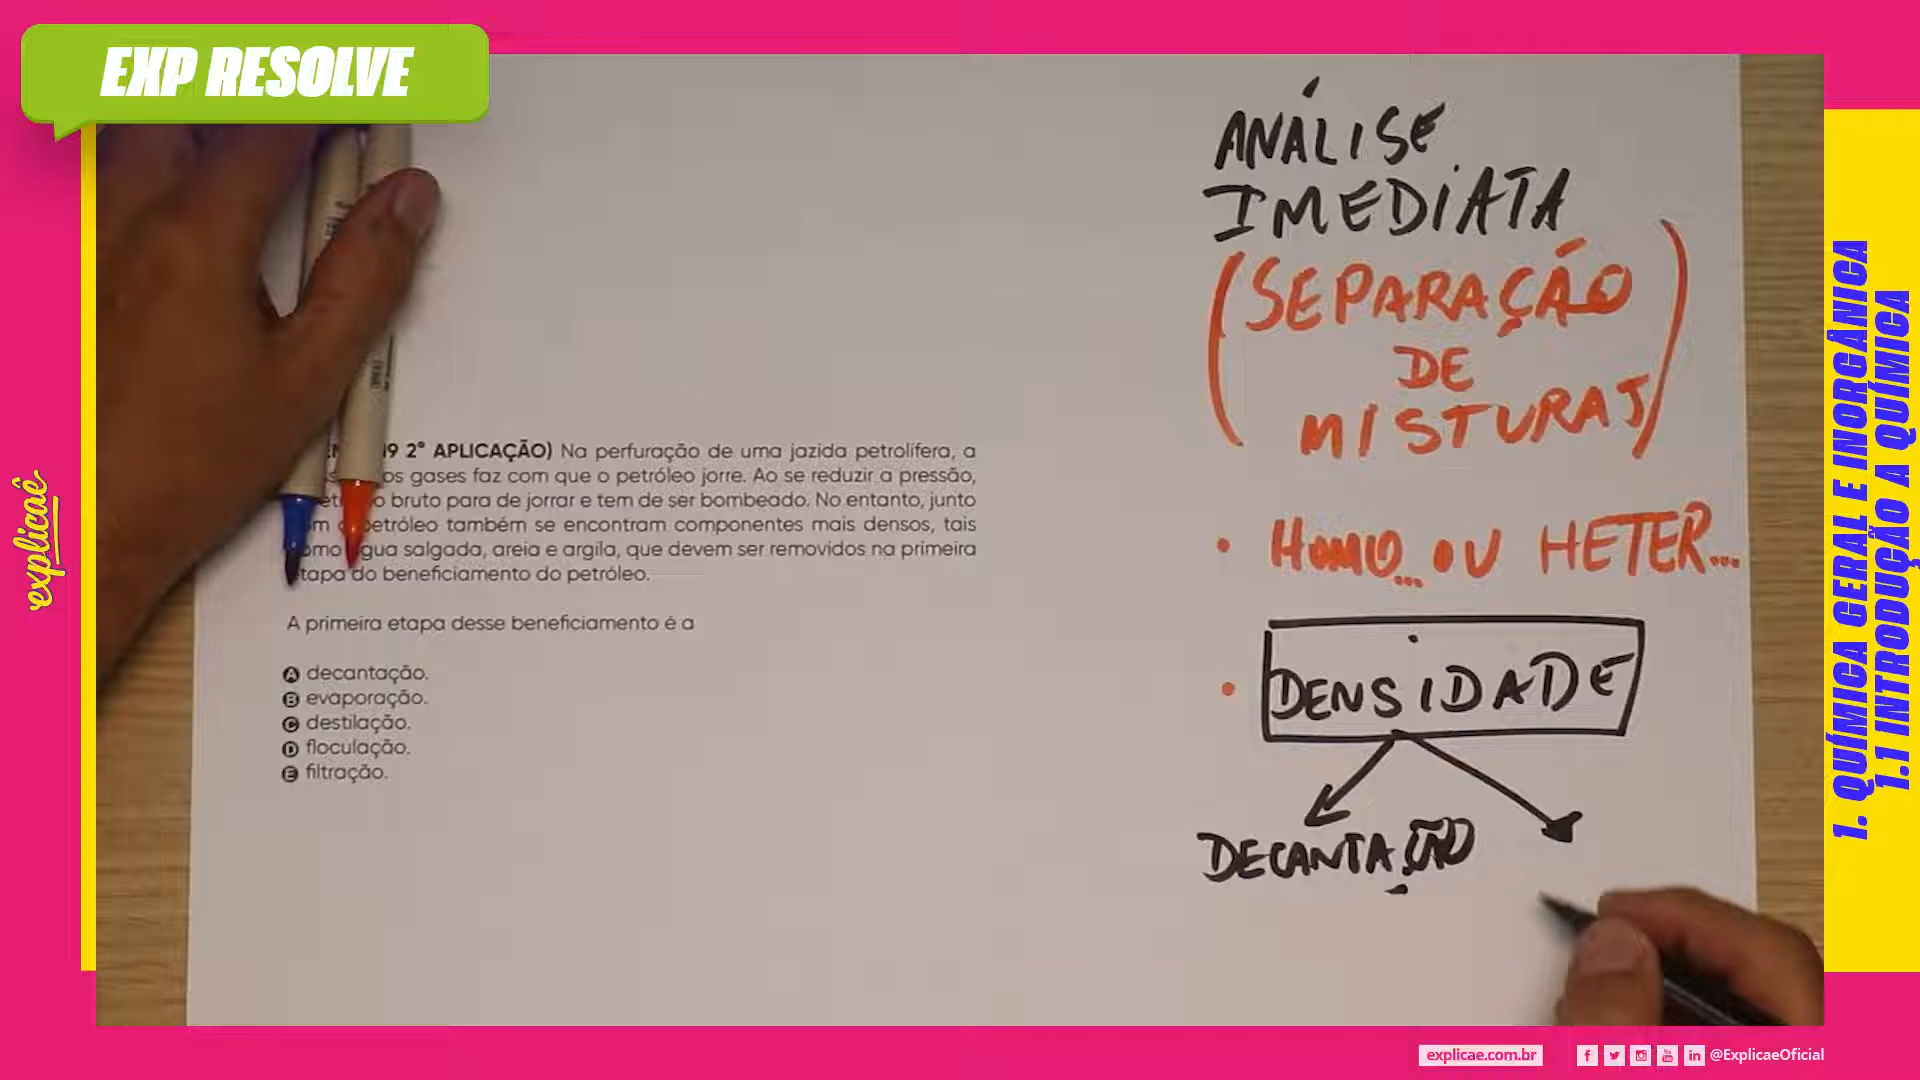 EXP RESOLVE
19 2ª APLICAÇÃO) Na perfuração de uma jazida petrolífera, a
os gases faz com que o petróleo jorre. Ao se reduzir a pressão,
bruto para de jorrar e tem de ser bombeado. No entanto, junto
petróleo também se encontram componentes mais densos, tais
água salgada, areia e argila, que devem ser removidos na primeira
etapa do beneficiamento do petróleo.
A primeira etapa desse beneficiamento é a
A decantação.
B evaporação.
C destilação.
D floculação.
E filtração.
ANÁLISE
IMEDIATA
(SEPARAÇÃO
DE
MISTURAS)
• HOMO... OU HETER...
• DENSIDADE
DECANTAÇÃO
explicaê
1. QUÍMICA GERAL E INORGÂNICA
1.1 INTRODUÇÃO A QUÍMICA
explicae.com.br
@ExplicaeOficial